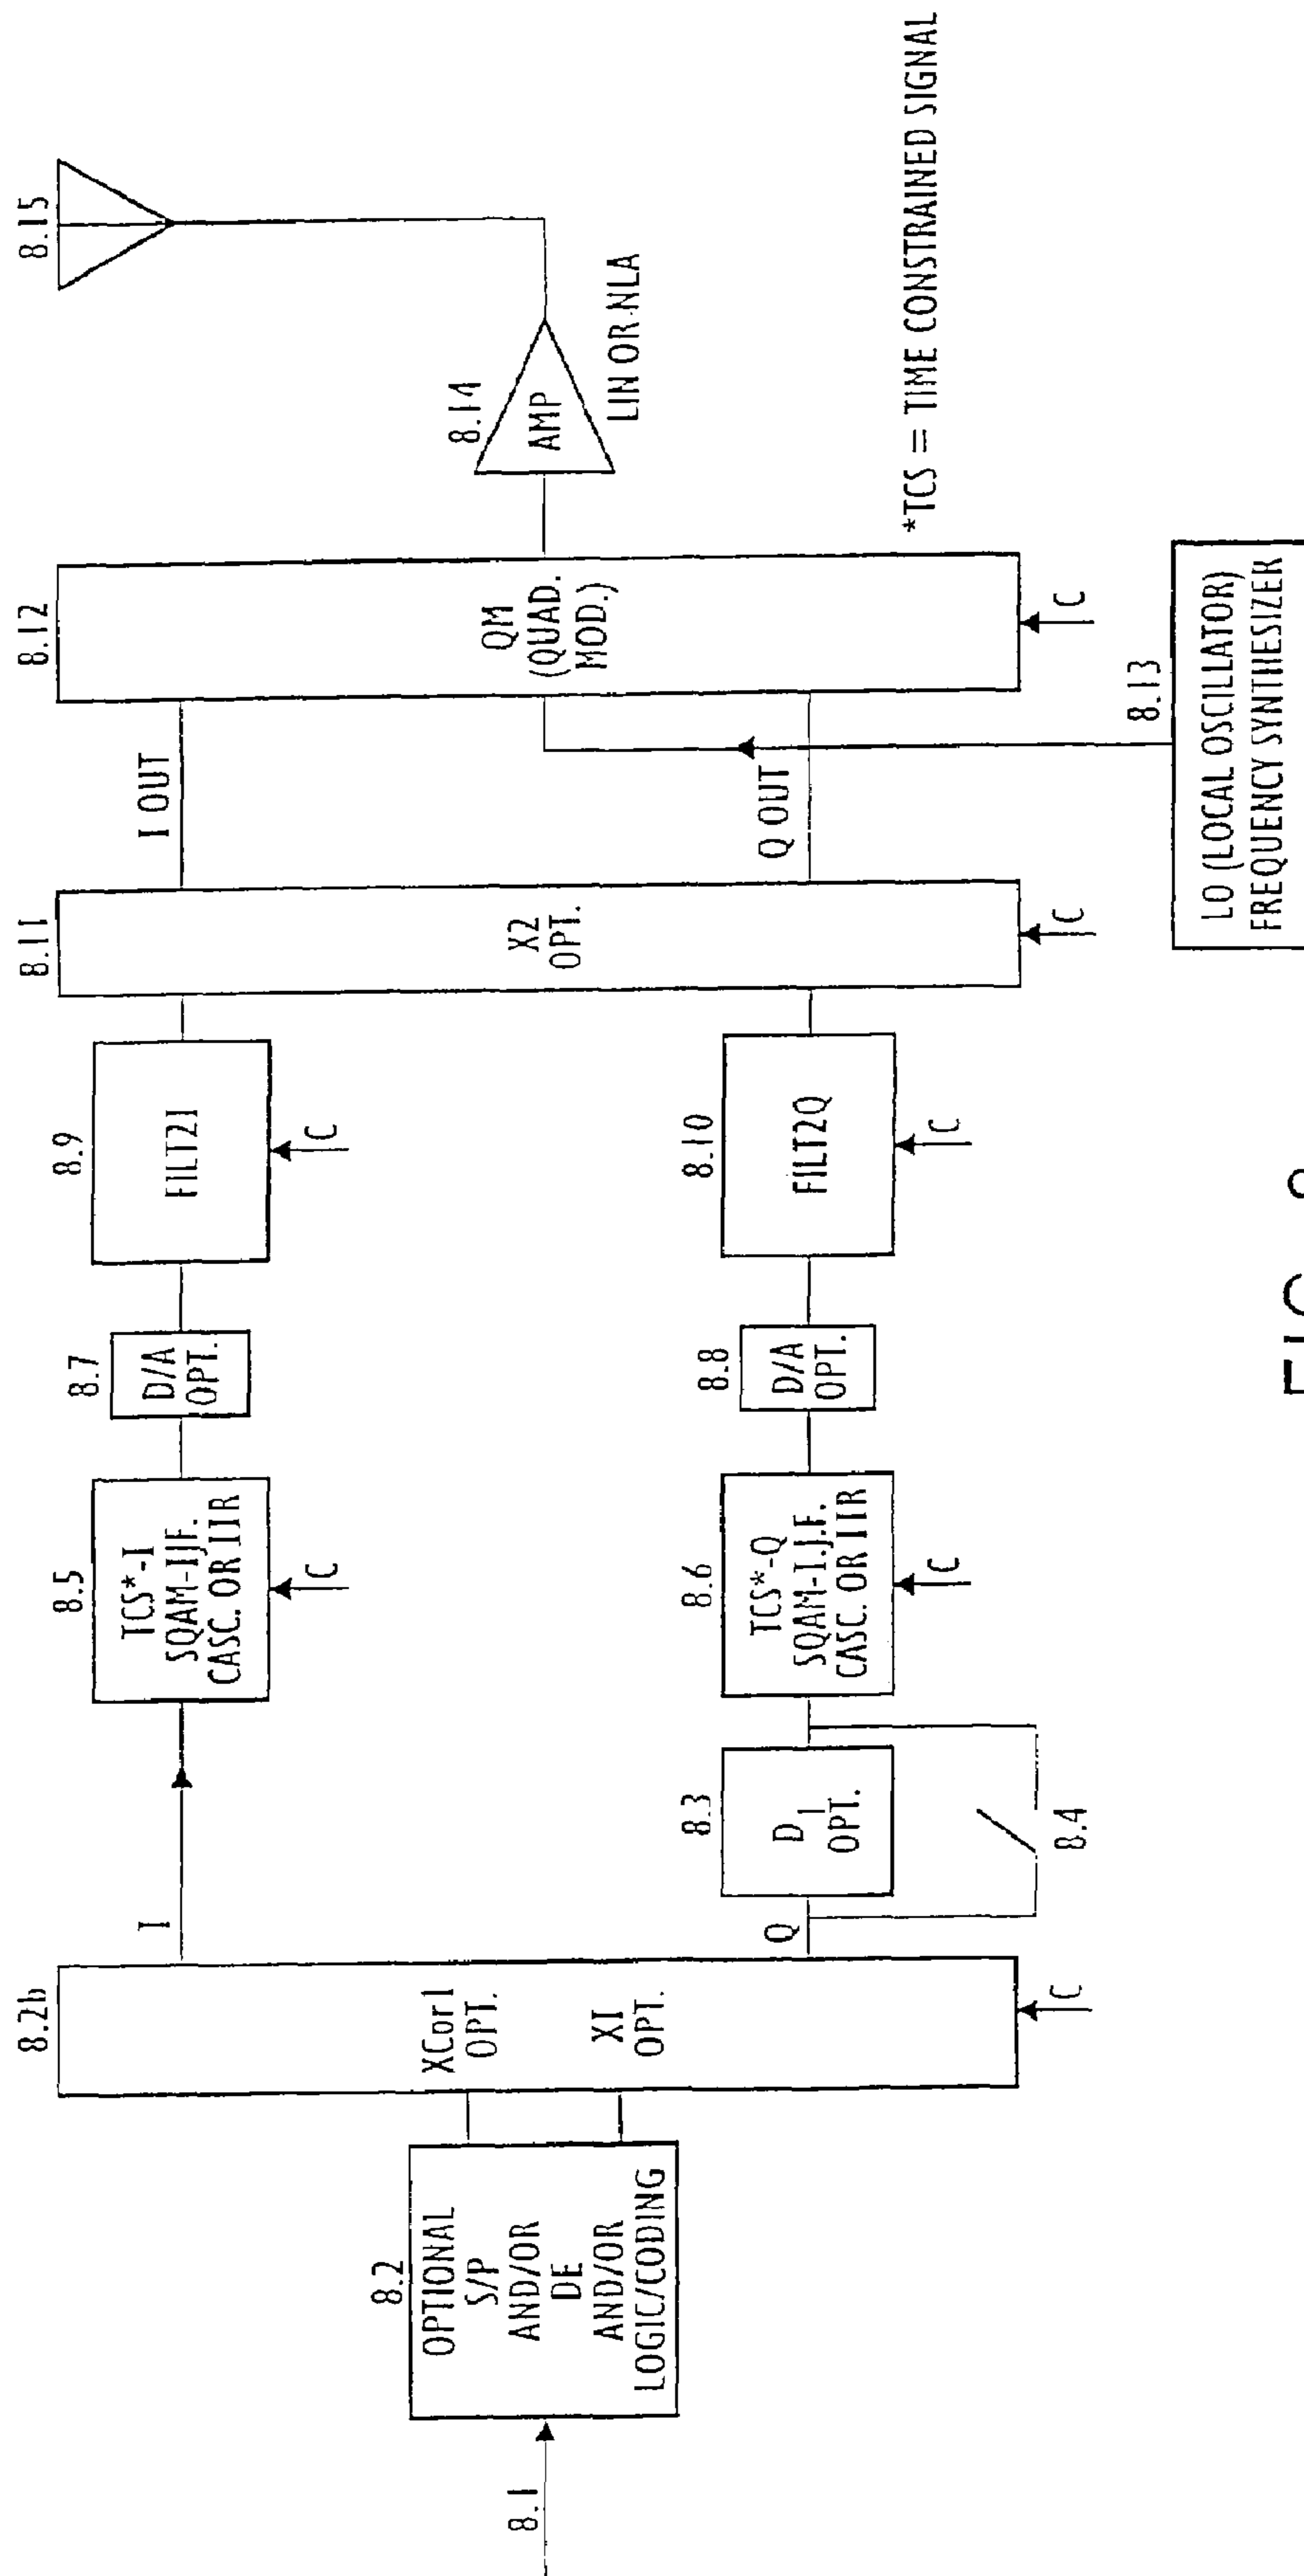 8.1
8.2
OPTIONAL
S/P
AND/OR
DE
AND/OR
LOGIC/CODING
8.2b
XCor1
OPT.
XI
OPT.
C
I
Q
8.3
D1
OPT.
8.4
8.5
TCS*-I
SQAM-IJF.
CASC. OR IIR
C
8.6
TCS*-Q
SQAM-I.J.F.
CASC. OR IIR
C
8.7
D/A
OPT.
8.8
D/A
OPT.
8.9
FILT2I
C
8.10
FILT2Q
C
8.11
X2
OPT.
C
I OUT
Q OUT
8.12
QM
(QUAD.
MOD.)
C
8.13
LO (LOCAL OSCILLATOR)
FREQUENCY SYNTHESIZER
8.14
AMP
LIN OR NLA
8.15
*TCS = TIME CONSTRAINED SIGNAL